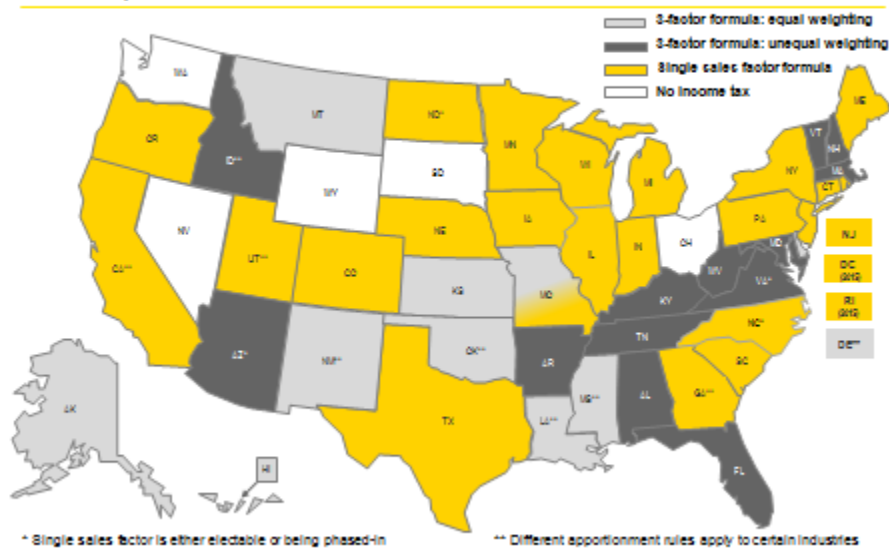 3-factor formula: equal weighting
3-factor formula: unequal weighting
Single sales factor formula
No income tax
WA
MT
ND*
OR
ID**
MN
ME
VT
NH
SD
WI
NY
MA
WY
MI
CT
IA
PA
NV
NE
OH
NJ
UT**
IL
IN
MD
DC
(2015)
CA**
CO
WV
VA*
KS
MO
KY
RI
(2015)
NC*
TN
DE**
AZ*
NM**
OK**
AR
SC
MS**
AL
GA**
AK
TX
LA**
HI
FL
* Single sales factor is either electable or being phased-in
** Different apportionment rules apply to certain industries